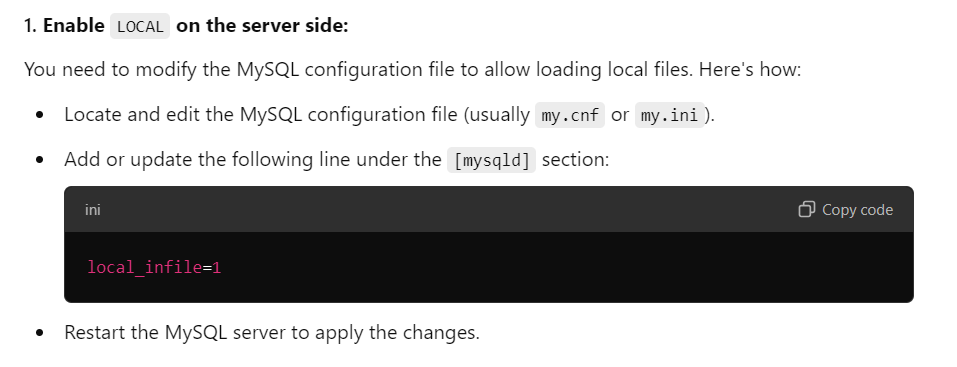 1. Enable LOCAL on the server side:
You need to modify the MySQL configuration file to allow loading local files. Here's how:
• Locate and edit the MySQL configuration file (usually my.cnf or my.ini).
• Add or update the following line under the [mysqld] section:
ini
Copy code
local_infile=1
• Restart the MySQL server to apply the changes.